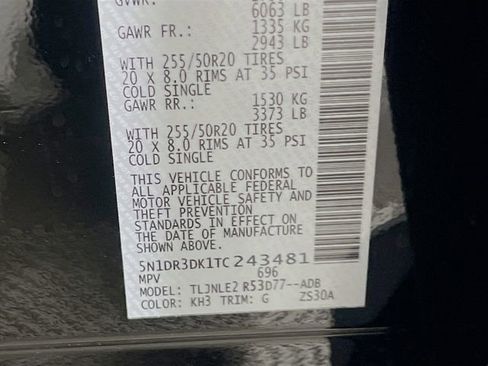 GVWR:
6063 LB
GAWR FR.: 1335 KG
2943 LB
WITH 255/50R20 TIRES
20 X 8.0 RIMS AT 35 PSI
COLD SINGLE
GAWR RR.: 1530 KG
3373 LB
WITH 255/50R20 TIRES
20 X 8.0 RIMS AT 35 PSI
COLD SINGLE
THIS VEHICLE CONFORMS TO
ALL APPLICABLE FEDERAL
MOTOR VEHICLE SAFETY AND
THEFT PREVENTION
STANDARDS IN EFFECT ON
THE DATE OF MANUFACTURE
SHOWN ABOVE.
5N1DR3DK1TC243481
MPV 696
MODEL: TLJNLE2 R53D77--ADB
COLOR: KH3 TRIM: G ZS30A